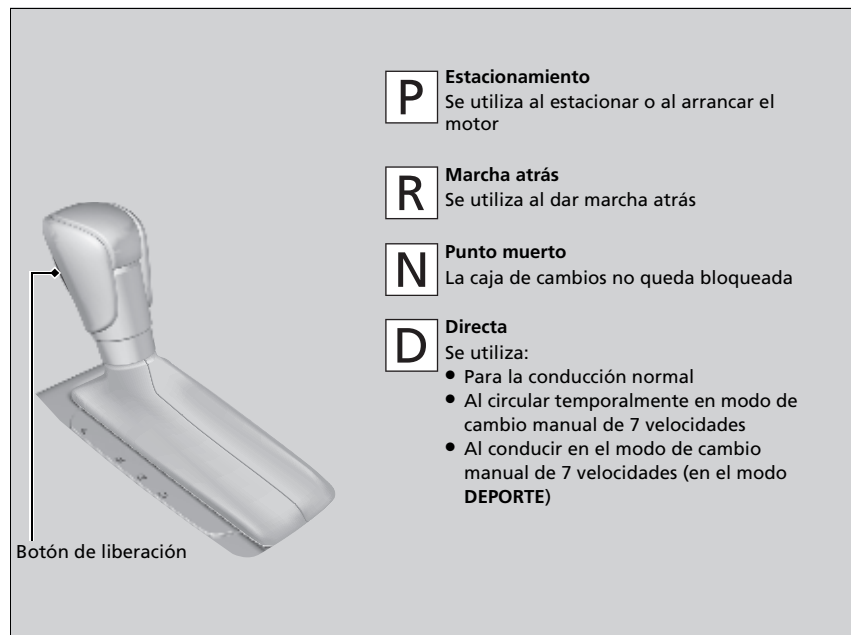 P
Estacionamiento
Se utiliza al estacionar o al arrancar el
motor
R
Marcha atrás
Se utiliza al dar marcha atrás
N
Punto muerto
La caja de cambios no queda bloqueada
D
Directa
Se utiliza:
● Para la conducción normal
● Al circular temporalmente en modo de
cambio manual de 7 velocidades
● Al conducir en el modo de cambio
manual de 7 velocidades (en el modo
DEPORTE)
Botón de liberación